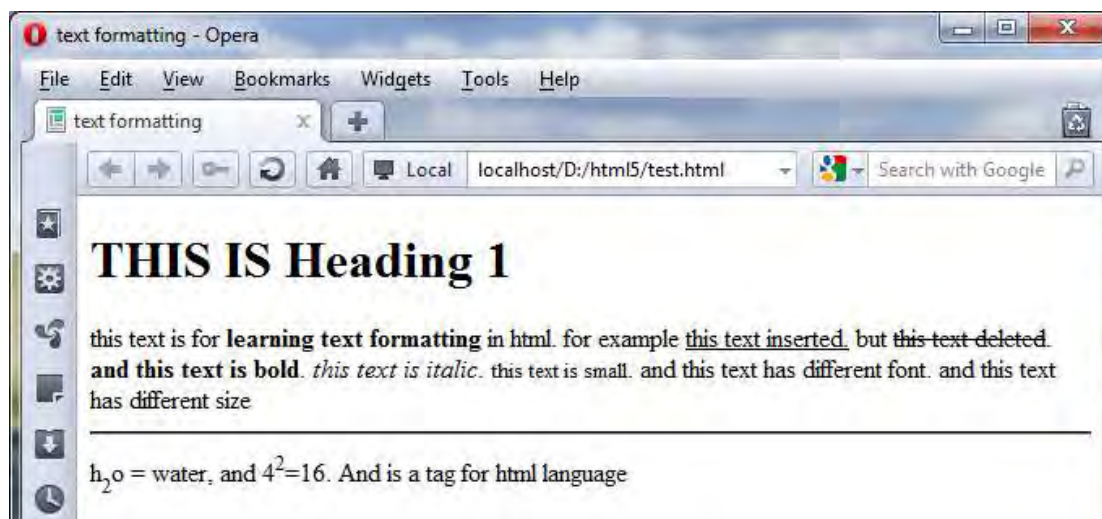 text formatting - Opera
File Edit View Bookmarks Widgets Tools Help
text formatting
Local localhost/D:/html5/test.html Search with Google
THIS IS Heading 1
this text is for learning text formatting in html. for example this text inserted. but this text deleted.
and this text is bold. this text is italic. this text is small. and this text has different font. and this text
has different size
h₂o = water, and 4²=16. And is a tag for html language